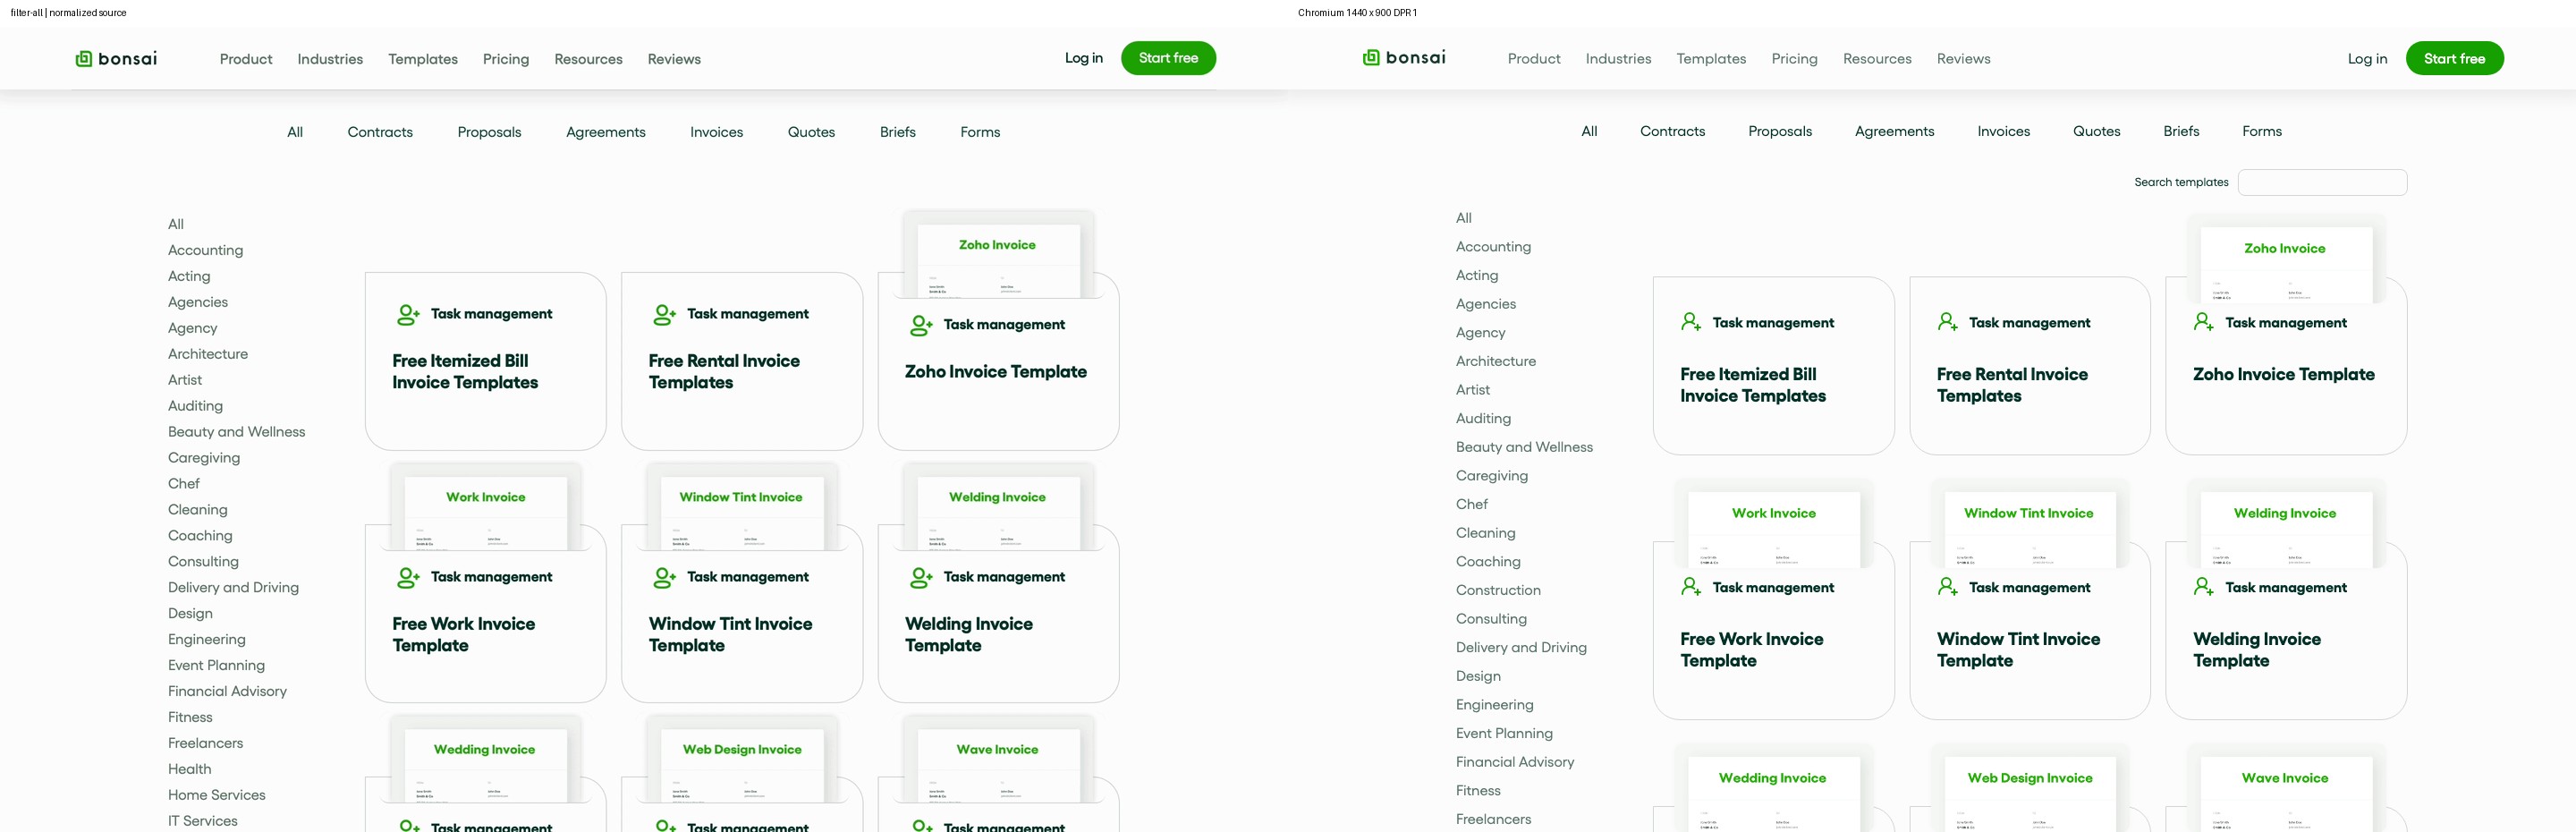 filter-all | normalized source
bonsai Product Industries Templates Pricing Resources Reviews Log in Start free
All Contracts Proposals Agreements Invoices Quotes Briefs Forms
All
Accounting
Acting
Agencies
Agency
Architecture
Artist
Auditing
Beauty and Wellness
Caregiving
Chef
Cleaning
Coaching
Consulting
Delivery and Driving
Design
Engineering
Event Planning
Financial Advisory
Fitness
Freelancers
Health
Home Services
IT Services
Task management
Free Itemized Bill
Invoice Templates
Task management
Free Rental Invoice
Templates
Zoho Invoice
Task management
Zoho Invoice Template
Work Invoice
Task management
Free Work Invoice
Template
Window Tint Invoice
Task management
Window Tint Invoice
Template
Welding Invoice
Task management
Welding Invoice
Template
Wedding Invoice
Task management
Web Design Invoice
Task management
Wave Invoice
Task management
Chromium 1440 x 900 DPR 1
bonsai Product Industries Templates Pricing Resources Reviews Log in Start free
All Contracts Proposals Agreements Invoices Quotes Briefs Forms
Search templates
All
Accounting
Acting
Agencies
Agency
Architecture
Artist
Auditing
Beauty and Wellness
Caregiving
Chef
Cleaning
Coaching
Construction
Consulting
Delivery and Driving
Design
Engineering
Event Planning
Financial Advisory
Fitness
Freelancers
Task management
Free Itemized Bill
Invoice Templates
Task management
Free Rental Invoice
Templates
Zoho Invoice
Task management
Zoho Invoice Template
Work Invoice
Task management
Free Work Invoice
Template
Window Tint Invoice
Task management
Window Tint Invoice
Template
Welding Invoice
Task management
Welding Invoice
Template
Wedding Invoice
Web Design Invoice
Wave Invoice